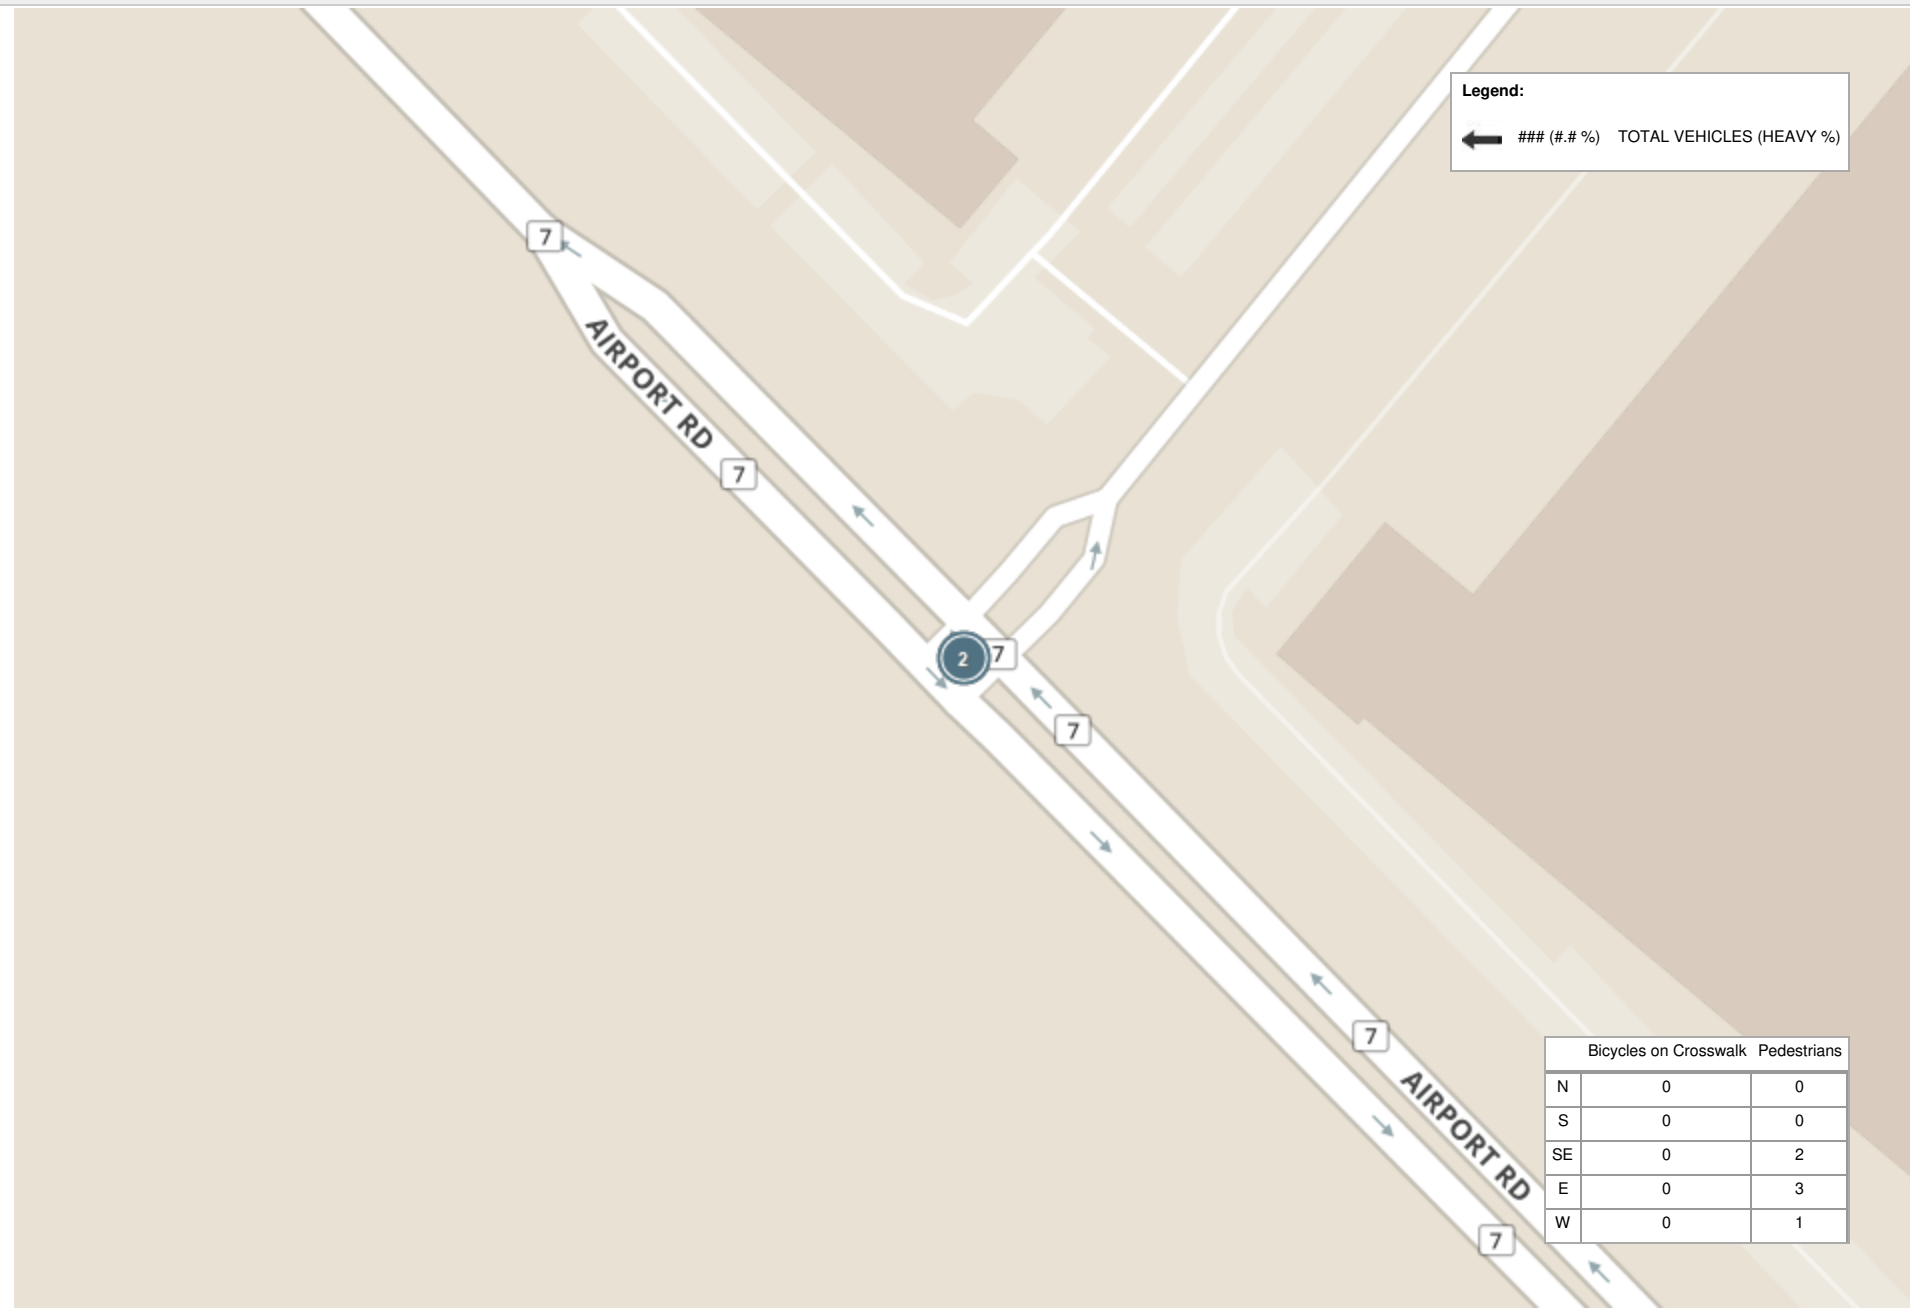 Legend:
### (#.# %) TOTAL VEHICLES (HEAVY %)
7
AIRPORT RD
7
7
2
7
7
AIRPORT RD
7
Bicycles on Crosswalk Pedestrians
N 0 0
S 0 0
SE 0 2
E 0 3
W 0 1